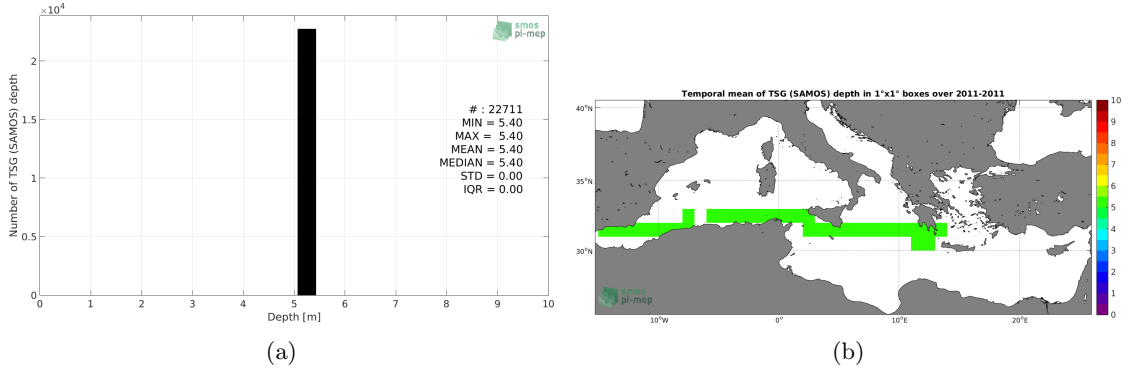 ×10⁴
smos
pi-mep
2
1.5
1
0.5
0
Number of TSG (SAMOS) depth
# : 22711
MIN = 5.40
MAX = 5.40
MEAN = 5.40
MEDIAN = 5.40
STD = 0.00
IQR = 0.00
0 1 2 3 4 5 6 7 8 9 10
Depth [m]
(a)
Temporal mean of TSG (SAMOS) depth in 1°x1° boxes over 2011-2011
40°N
35°N
30°N
10°W 0° 10°E 20°E
10
9
8
7
6
5
4
3
2
1
0
smos
pi-mep
(b)